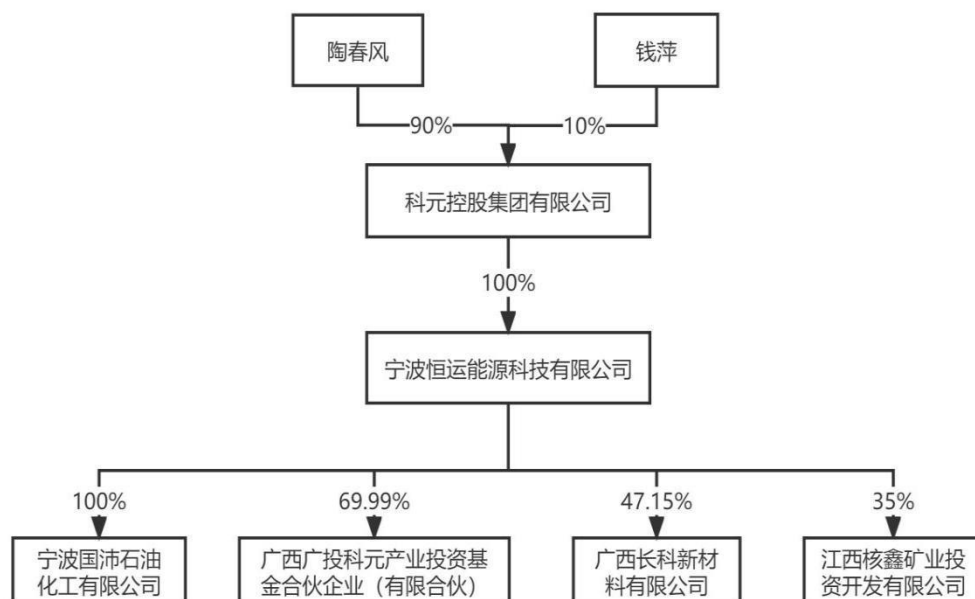 陶春风
钱萍
90%
10%
科元控股集团有限公司
100%
宁波恒运能源科技有限公司
100%
69.99%
47.15%
35%
宁波国沛石油
化工有限公司
广西广投科元产业投资基
金合伙企业（有限合伙）
广西长科新材
料有限公司
江西核鑫矿业投
资开发有限公司